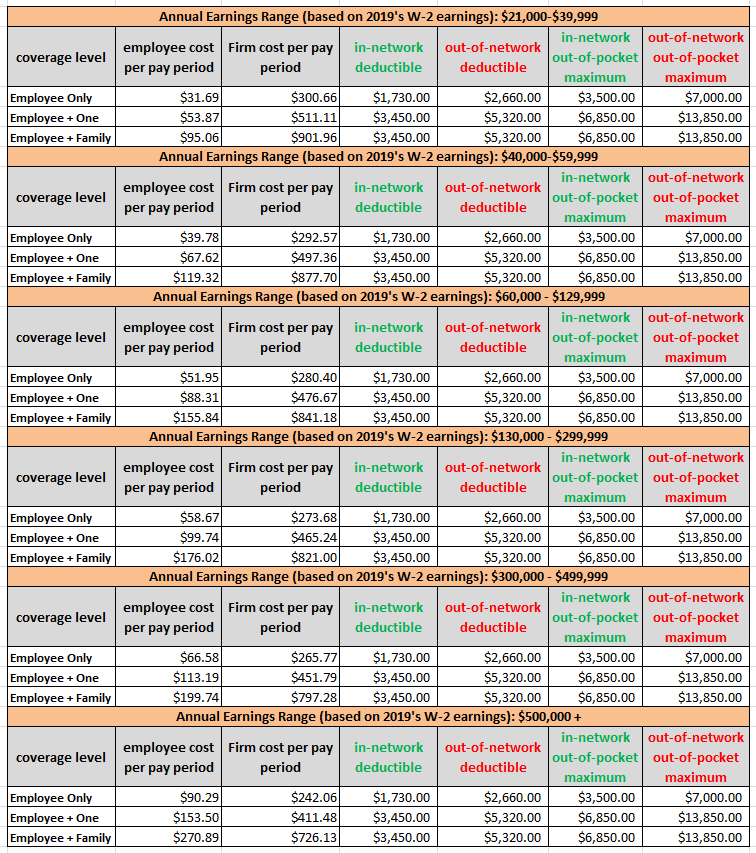 Annual Earnings Range (based on 2019's W-2 earnings): $21,000-$39,999
coverage level employee cost per pay period Firm cost per pay period in-network deductible out-of-network deductible in-network out-of-pocket maximum out-of-network out-of-pocket maximum
Employee Only $31.69 $300.66 $1,730.00 $2,660.00 $3,500.00 $7,000.00
Employee + One $53.87 $511.11 $3,450.00 $5,320.00 $6,850.00 $13,850.00
Employee + Family $95.06 $901.96 $3,450.00 $5,320.00 $6,850.00 $13,850.00
Annual Earnings Range (based on 2019's W-2 earnings): $40,000-$59,999
coverage level employee cost per pay period Firm cost per pay period in-network deductible out-of-network deductible in-network out-of-pocket maximum out-of-network out-of-pocket maximum
Employee Only $39.78 $292.57 $1,730.00 $2,660.00 $3,500.00 $7,000.00
Employee + One $67.62 $497.36 $3,450.00 $5,320.00 $6,850.00 $13,850.00
Employee + Family $119.32 $877.70 $3,450.00 $5,320.00 $6,850.00 $13,850.00
Annual Earnings Range (based on 2019's W-2 earnings): $60,000 - $129,999
coverage level employee cost per pay period Firm cost per pay period in-network deductible out-of-network deductible in-network out-of-pocket maximum out-of-network out-of-pocket maximum
Employee Only $51.95 $280.40 $1,730.00 $2,660.00 $3,500.00 $7,000.00
Employee + One $88.31 $476.67 $3,450.00 $5,320.00 $6,850.00 $13,850.00
Employee + Family $155.84 $841.18 $3,450.00 $5,320.00 $6,850.00 $13,850.00
Annual Earnings Range (based on 2019's W-2 earnings): $130,000 - $299,999
coverage level employee cost per pay period Firm cost per pay period in-network deductible out-of-network deductible in-network out-of-pocket maximum out-of-network out-of-pocket maximum
Employee Only $58.67 $273.68 $1,730.00 $2,660.00 $3,500.00 $7,000.00
Employee + One $99.74 $465.24 $3,450.00 $5,320.00 $6,850.00 $13,850.00
Employee + Family $176.02 $821.00 $3,450.00 $5,320.00 $6,850.00 $13,850.00
Annual Earnings Range (based on 2019's W-2 earnings): $300,000 - $499,999
coverage level employee cost per pay period Firm cost per pay period in-network deductible out-of-network deductible in-network out-of-pocket maximum out-of-network out-of-pocket maximum
Employee Only $66.58 $265.77 $1,730.00 $2,660.00 $3,500.00 $7,000.00
Employee + One $113.19 $451.79 $3,450.00 $5,320.00 $6,850.00 $13,850.00
Employee + Family $199.74 $797.28 $3,450.00 $5,320.00 $6,850.00 $13,850.00
Annual Earnings Range (based on 2019's W-2 earnings): $500,000 +
coverage level employee cost per pay period Firm cost per pay period in-network deductible out-of-network deductible in-network out-of-pocket maximum out-of-network out-of-pocket maximum
Employee Only $90.29 $242.06 $1,730.00 $2,660.00 $3,500.00 $7,000.00
Employee + One $153.50 $411.48 $3,450.00 $5,320.00 $6,850.00 $13,850.00
Employee + Family $270.89 $726.13 $3,450.00 $5,320.00 $6,850.00 $13,850.00